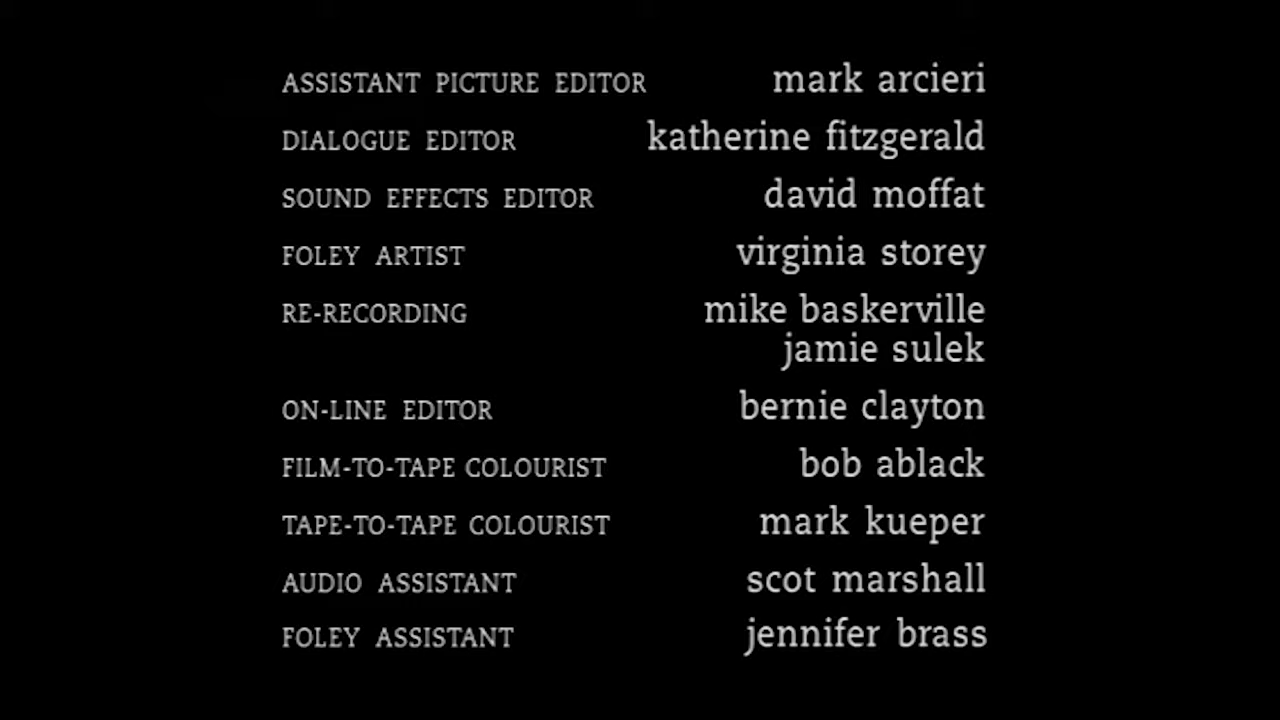 ASSISTANT PICTURE EDITOR mark arcieri
DIALOGUE EDITOR katherine fitzgerald
SOUND EFFECTS EDITOR david moffat
FOLEY ARTIST virginia storey
RE-RECORDING mike baskerville
jamie sulek
ON-LINE EDITOR bernie clayton
FILM-TO-TAPE COLOURIST bob ablack
TAPE-TO-TAPE COLOURIST mark kueper
AUDIO ASSISTANT scot marshall
FOLEY ASSISTANT jennifer brass